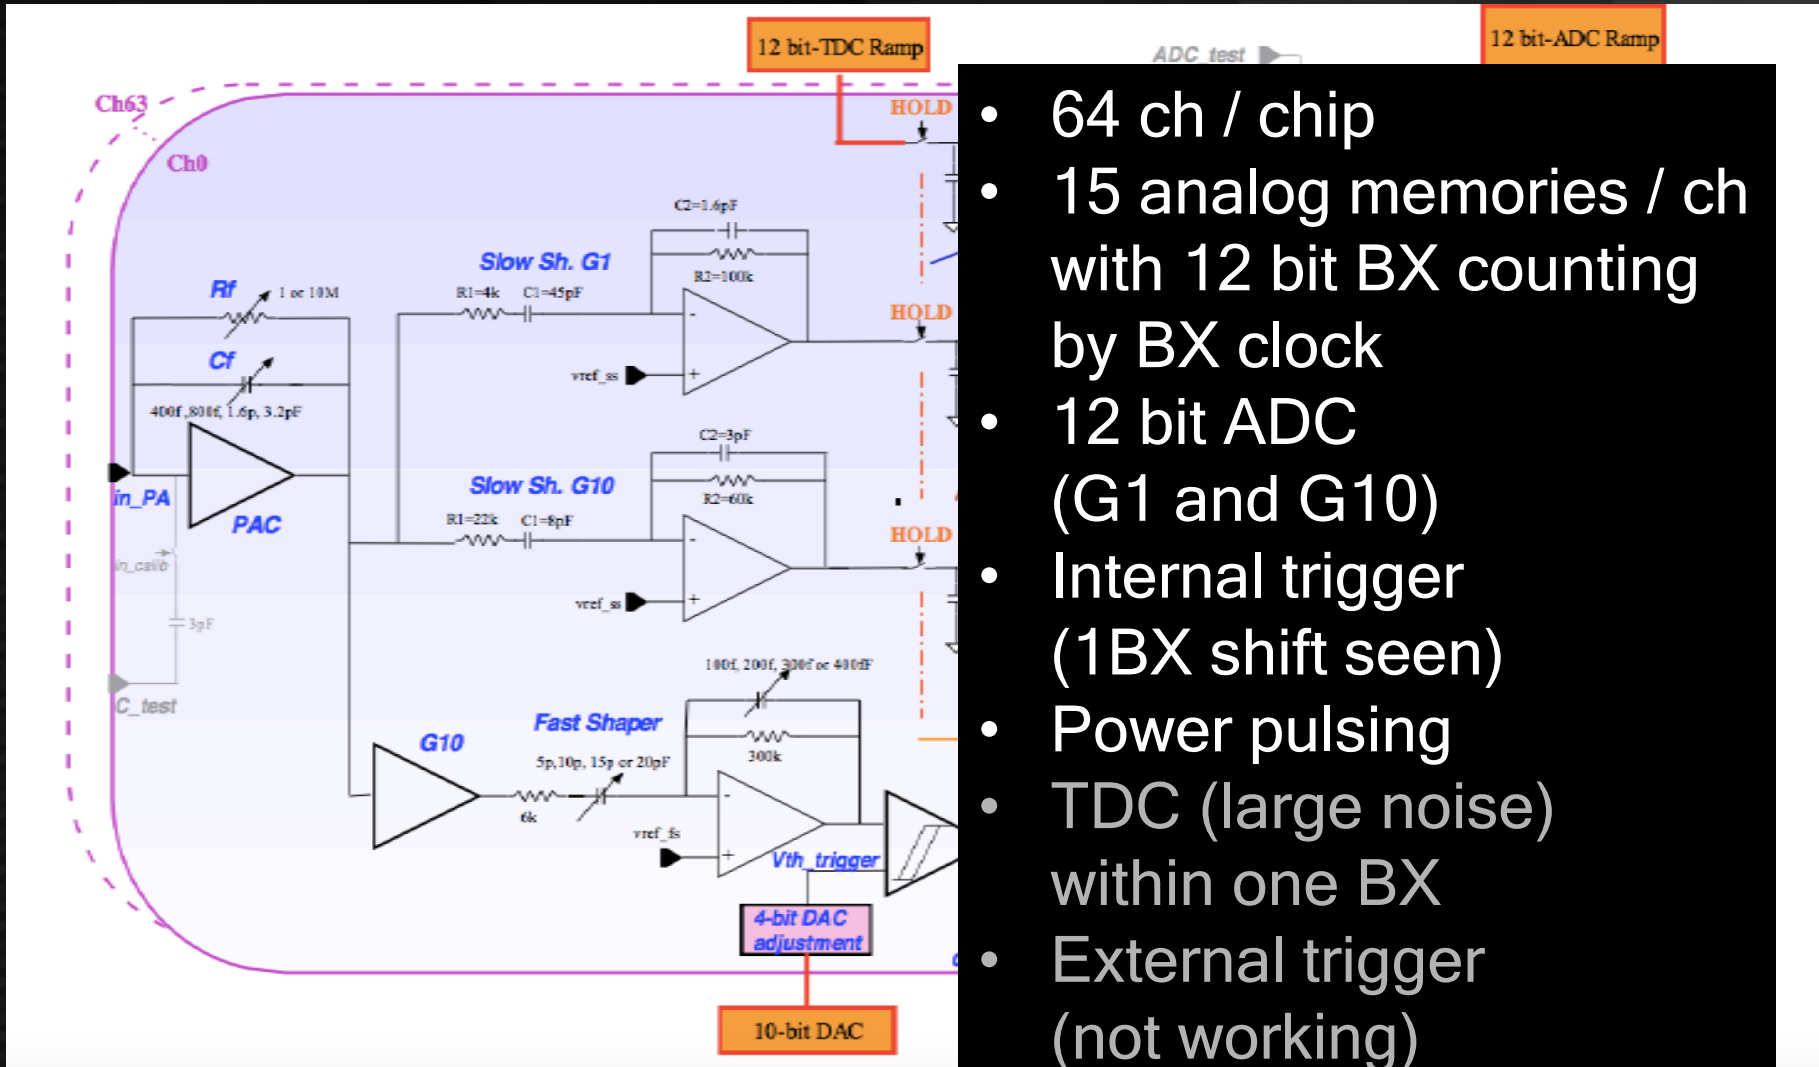 12 bit-TDC Ramp
ADC_test
12 bit-ADC Ramp
Ch63
Ch0
HOLD
C2=1.6pF
Slow Sh. G1
R2=100k
Rf
1 or 10M
R1=4k C1=45pF
HOLD
Cf
vref_ss
400f ,800f, 1.6p, 3.2pF
C2=3pF
Slow Sh. G10
R2=60k
in_PA
PAC
R1=22k C1=8pF
HOLD
in_calib
vref_ss
3pF
100f, 200f, 300f or 400fF
C_test
Fast Shaper
G10
5p,10p, 15p or 20pF
300k
6k
vref_fs
Vth_trigger
4-bit DAC
adjustment
10-bit DAC
• 64 ch / chip
• 15 analog memories / ch
with 12 bit BX counting
by BX clock
• 12 bit ADC
(G1 and G10)
• Internal trigger
(1BX shift seen)
• Power pulsing
• TDC (large noise)
within one BX
• External trigger
(not working)